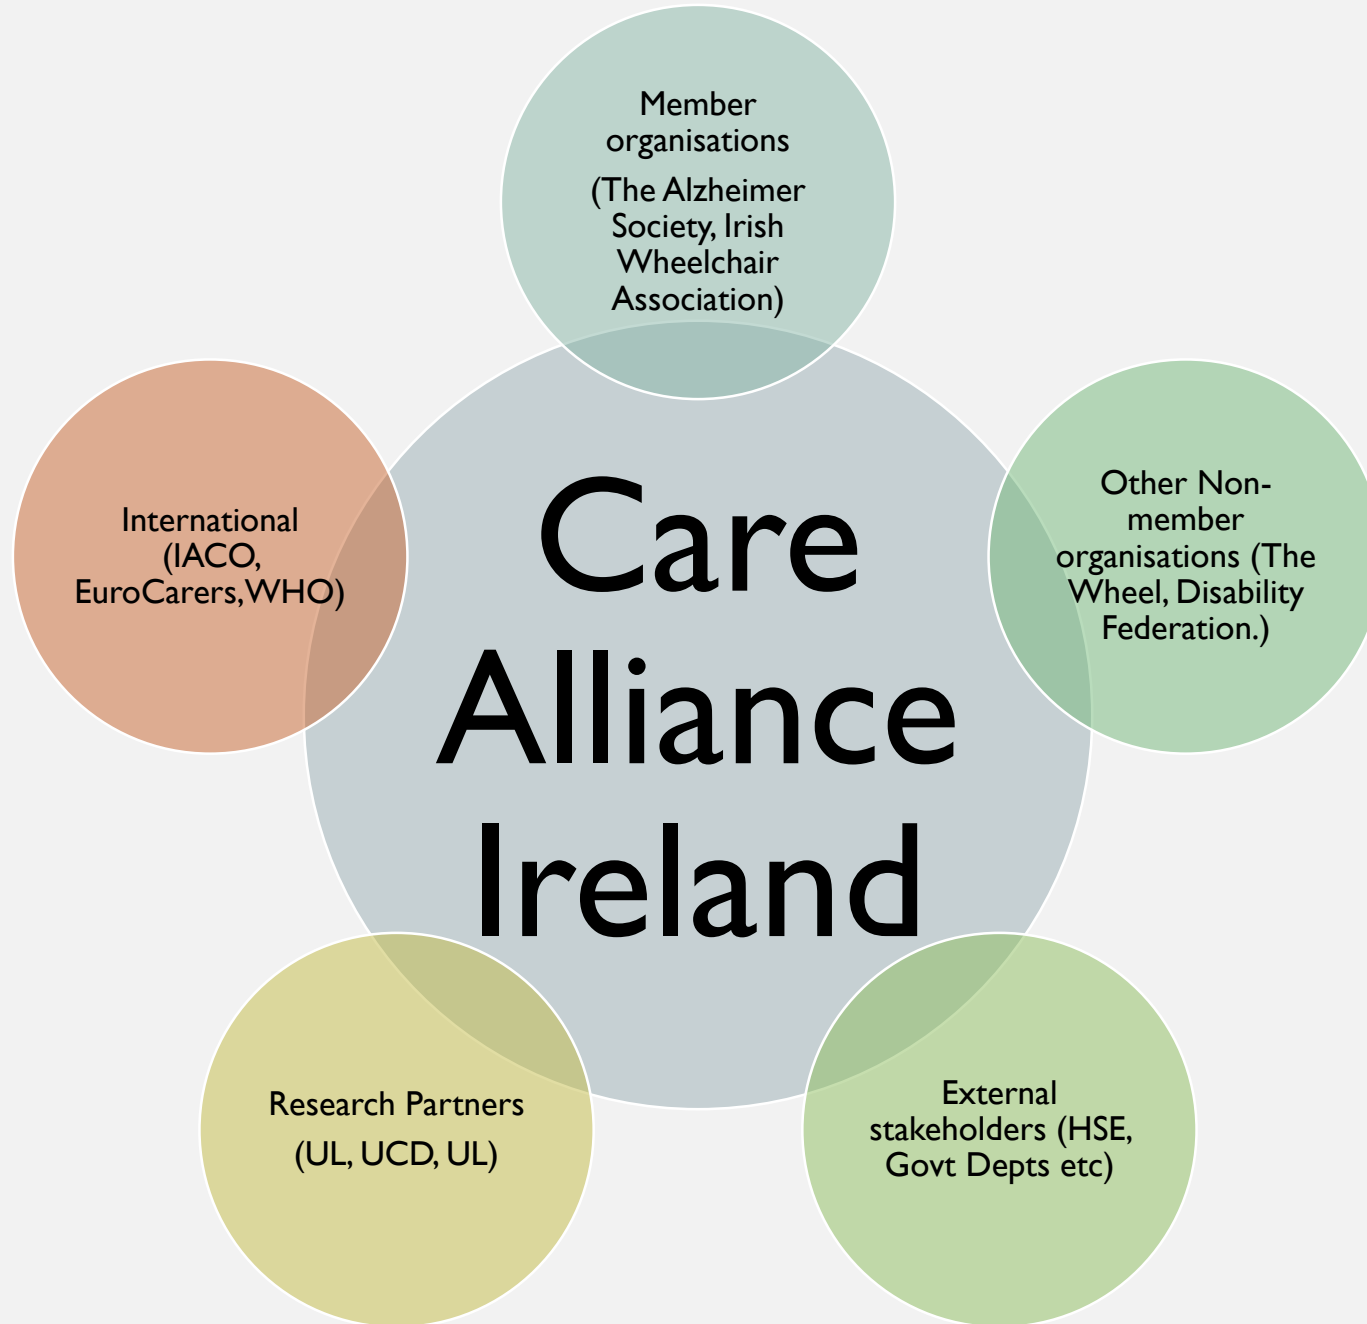 Member
organisations
(The Alzheimer
Society, Irish
Wheelchair
Association)
Other Non-
member
organisations (The
Wheel, Disability
Federation.)
External
stakeholders (HSE,
Govt Depts etc)
Research Partners
(UL, UCD, UL)
International
(IACO,
EuroCarers, WHO)
Care
Alliance
Ireland